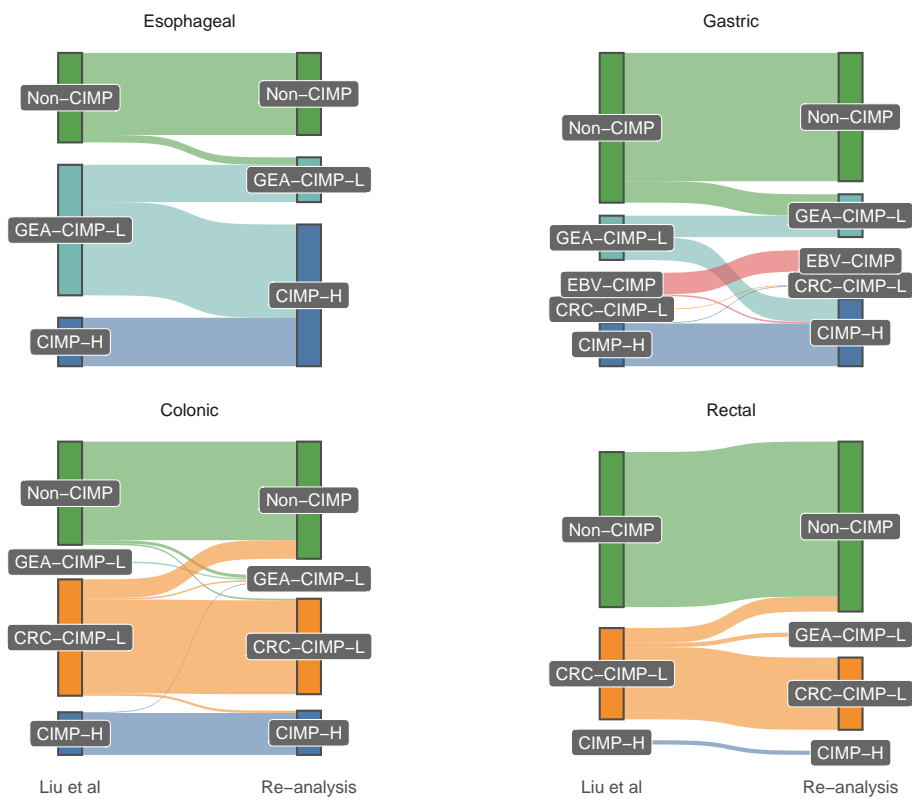 Esophageal
Non−CIMP
GEA−CIMP−L
CIMP−H
Non−CIMP
GEA−CIMP−L
CIMP−H
Gastric
Non−CIMP
GEA−CIMP−L
EBV−CIMP
CRC−CIMP−L
CIMP−H
Non−CIMP
GEA−CIMP−L
EBV−CIMP
CRC−CIMP−L
CIMP−H
Colonic
Non−CIMP
GEA−CIMP−L
CRC−CIMP−L
CIMP−H
Non−CIMP
GEA−CIMP−L
CRC−CIMP−L
CIMP−H
Liu et al
Re−analysis
Rectal
Non−CIMP
CRC−CIMP−L
CIMP−H
Non−CIMP
GEA−CIMP−L
CRC−CIMP−L
CIMP−H
Liu et al
Re−analysis